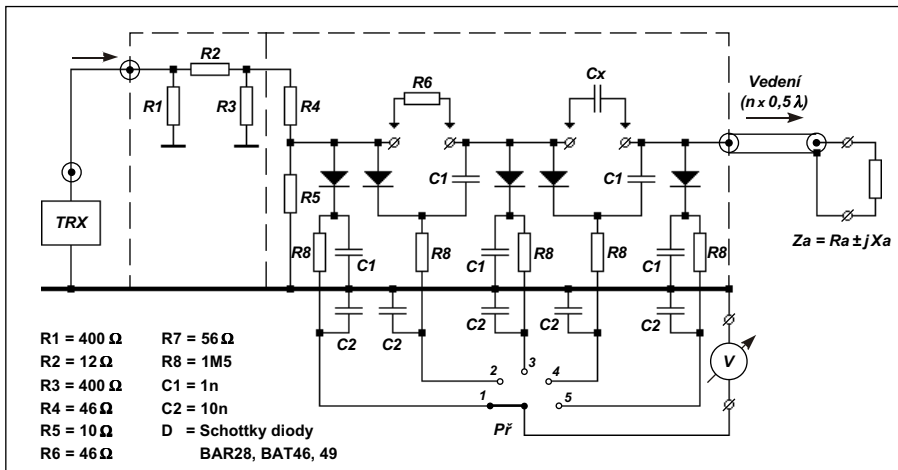 R2
R1
R3
R4
R5
TRX
R6
Cx
Vedení
(n x 0,5 λ)
C1
C1
R8
C1
R8
C1
R8
R8
C1
R8
Za = Ra ± jXa
C2
C2
C2
C2
C2
1
2
3
4
5
Př
V
R1 = 400 Ω
R2 = 12 Ω
R3 = 400 Ω
R4 = 46 Ω
R5 = 10 Ω
R6 = 46 Ω
R7 = 56 Ω
R8 = 1M5
C1 = 1n
C2 = 10n
D = Schottky diody
BAR28, BAT46, 49